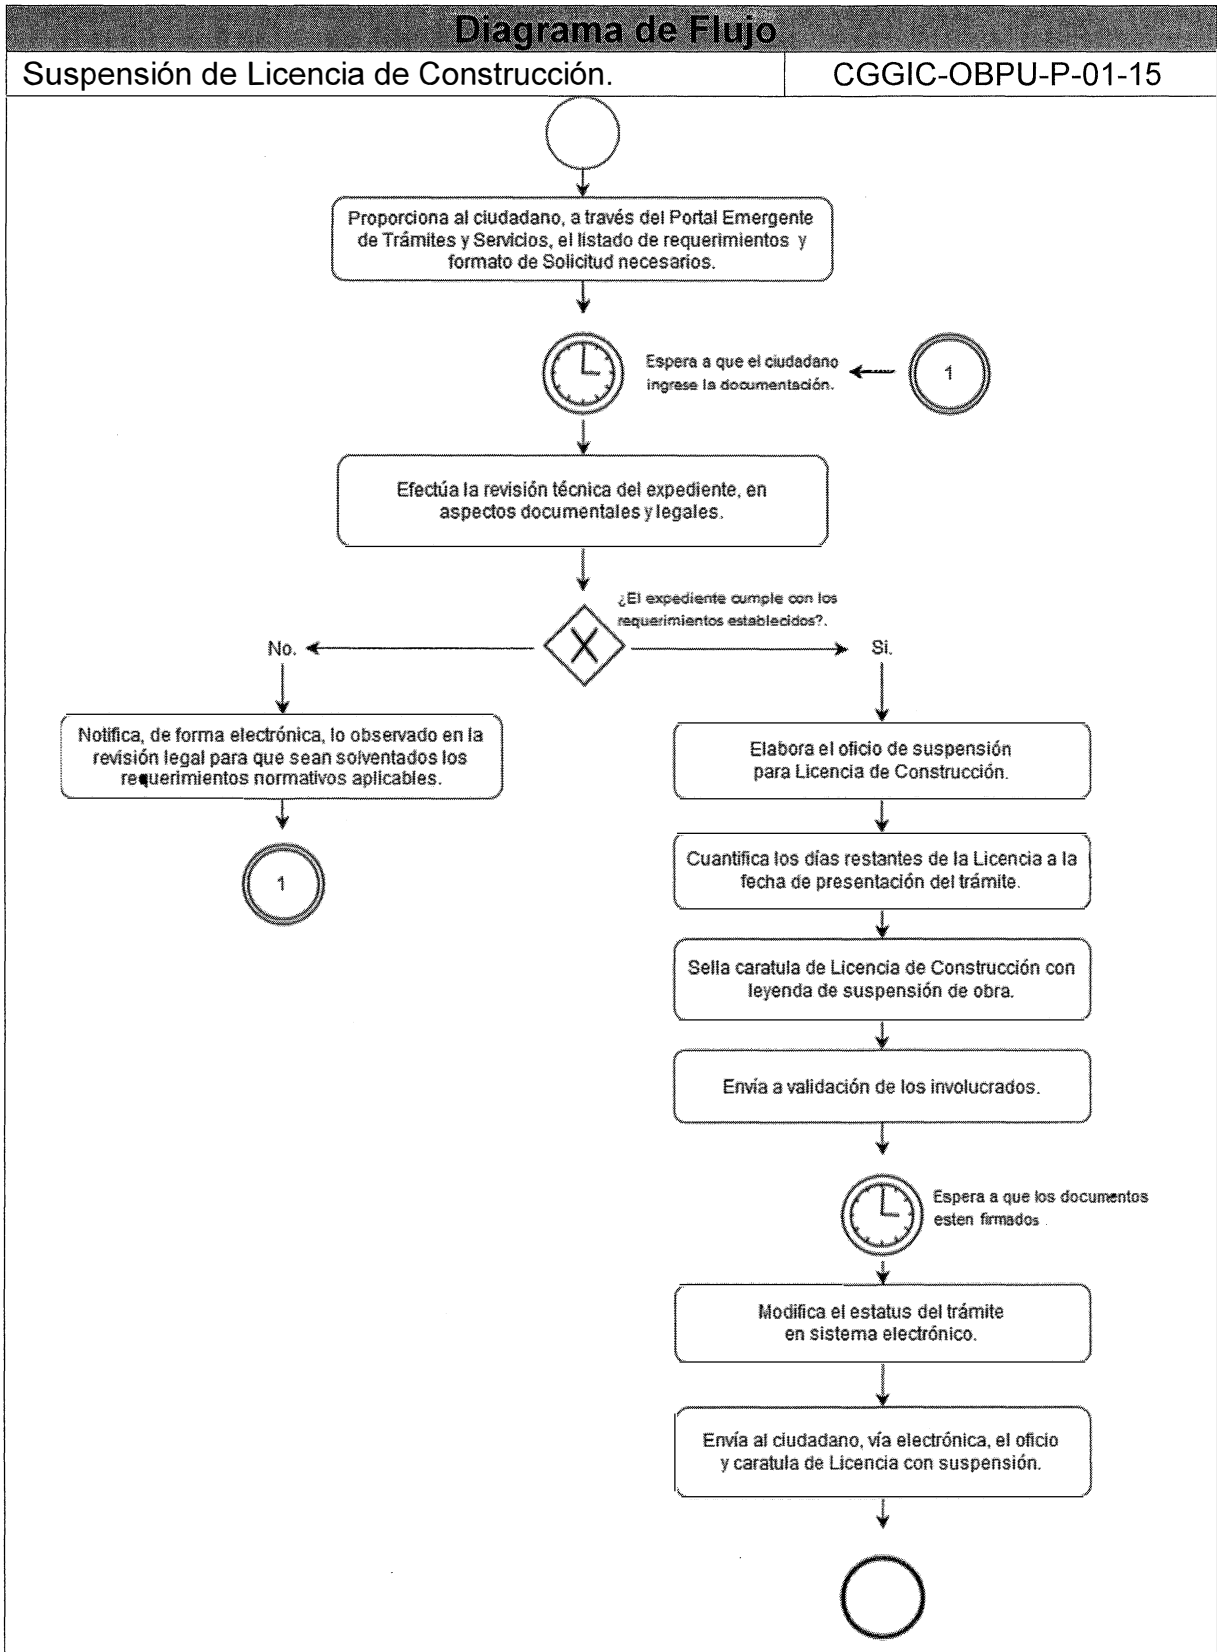 Diagrama de Flujo
Suspensión de Licencia de Construcción.
CGGIC-OBPU-P-01-15
Proporciona al ciudadano, a través del Portal Emergente
de Trámites y Servicios, el listado de requerimientos y
formato de Solicitud necesarios.
Espera a que el ciudadano
ingrese la documentación.
1
Efectúa la revisión técnica del expediente, en
aspectos documentales y legales.
¿El expediente cumple con los
requerimientos establecidos?.
No.
Si.
Notifica, de forma electrónica, lo observado en la
revisión legal para que sean solventados los
requerimientos normativos aplicables.
1
Elabora el oficio de suspensión
para Licencia de Construcción.
Cuantifica los días restantes de la Licencia a la
fecha de presentación del trámite.
Sella caratula de Licencia de Construcción con
leyenda de suspensión de obra.
Envía a validación de los involucrados.
Espera a que los documentos
esten firmados.
Modifica el estatus del trámite
en sistema electrónico.
Envía al ciudadano, vía electrónica, el oficio
y caratula de Licencia con suspensión.